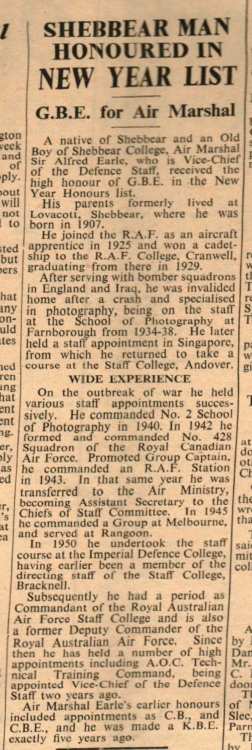 SHEBBEAR MAN
HONOURED IN
NEW YEAR LIST
G.B.E. for Air Marshal
A native of Shebbear and an Old
Boy of Shebbear College, Air Marshal
Sir Alfred Earle, who is Vice-Chief
of the Defence Staff, received the
high honour of G.B.E. in the New
Year Honours list.
His parents formerly lived at
Lovacott, Shebbear, where he was
born in 1907.
He joined the R.A.F. as an aircraft
apprentice in 1925 and won a cadet-
ship to the R.A.F. College, Cranwell,
graduating from there in 1929.
After serving with bomber squadrons
in England and Iraq, he was invalided
home after a crash and specialised
in photography, being on the staff
at the School of Photography at
Farnborough from 1934-38. He later
held a staff appointment in Singapore,
from which he returned to take a
course at the Staff College, Andover.
WIDE EXPERIENCE
On the outbreak of war he held
various staff appointments succes-
sively. He commanded No. 2 School
of Photography in 1940. In 1942 he
formed and commanded No. 428
Squadron of the Royal Canadian
Air Force. Promoted Group Captain,
he commanded an R.A.F. Station
in 1943. In that same year he was
transferred to the Air Ministry,
becoming Assistant Secretary to the
Chiefs of Staff Committee. In 1945
he commanded a Group at Melbourne,
and served at Rangoon.
In 1950 he undertook the staff
course at the Imperial Defence College,
having earlier been a member of the
directing staff of the Staff College,
Bracknell.
Subsequently he had a period as
Commandant of the Royal Australian
Air Force Staff College and is also
a former Deputy Commander of the
Royal Australian Air Force. Since
then he has held a number of high
appointments including A.O.C. Tech-
nical Training Command, being
appointed Vice-Chief of the Defence
Staff two years ago.
Air Marshal Earle's earlier honours
included appointments as C.B., and
C.B.E., and he was made a K.B.E.
exactly five years ago.